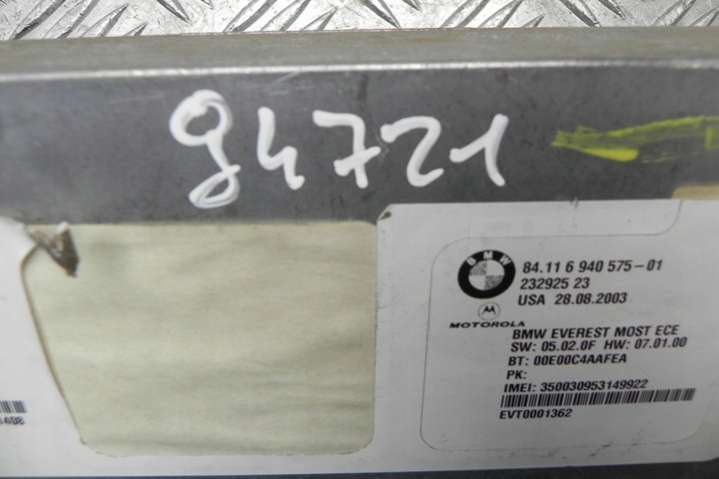 94721
BMW
84.11 6 940 575-01
232925 23
USA 28.08.2003
MOTOROLA
BMW EVEREST MOST ECE
SW: 05.02.0F HW: 07.01.00
BT: 00E00C4AAFEA
PK:
IMEI: 350030953149922
EVT0001362